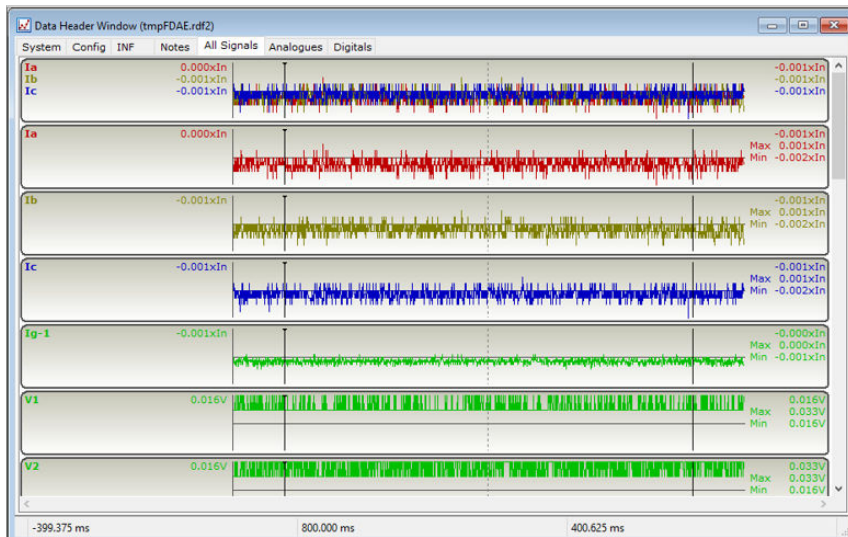 Data Header Window (tmpFDAE.rdf2)
System Config INF Notes All Signals Analogues Digitals
Ia 0.000xIn -0.001xIn
Ib -0.001xIn -0.001xIn
Ic -0.001xIn -0.001xIn
Ia 0.000xIn -0.001xIn
Max 0.001xIn
Min -0.002xIn
Ib -0.001xIn -0.001xIn
Max 0.001xIn
Min -0.002xIn
Ic -0.001xIn -0.001xIn
Max 0.001xIn
Min -0.002xIn
Ig-1 -0.001xIn -0.000xIn
Max 0.000xIn
Min -0.001xIn
V1 0.016V 0.016V
Max 0.033V
Min 0.016V
V2 0.016V 0.033V
Max 0.033V
Min 0.016V
-399.375 ms 800.000 ms 400.625 ms